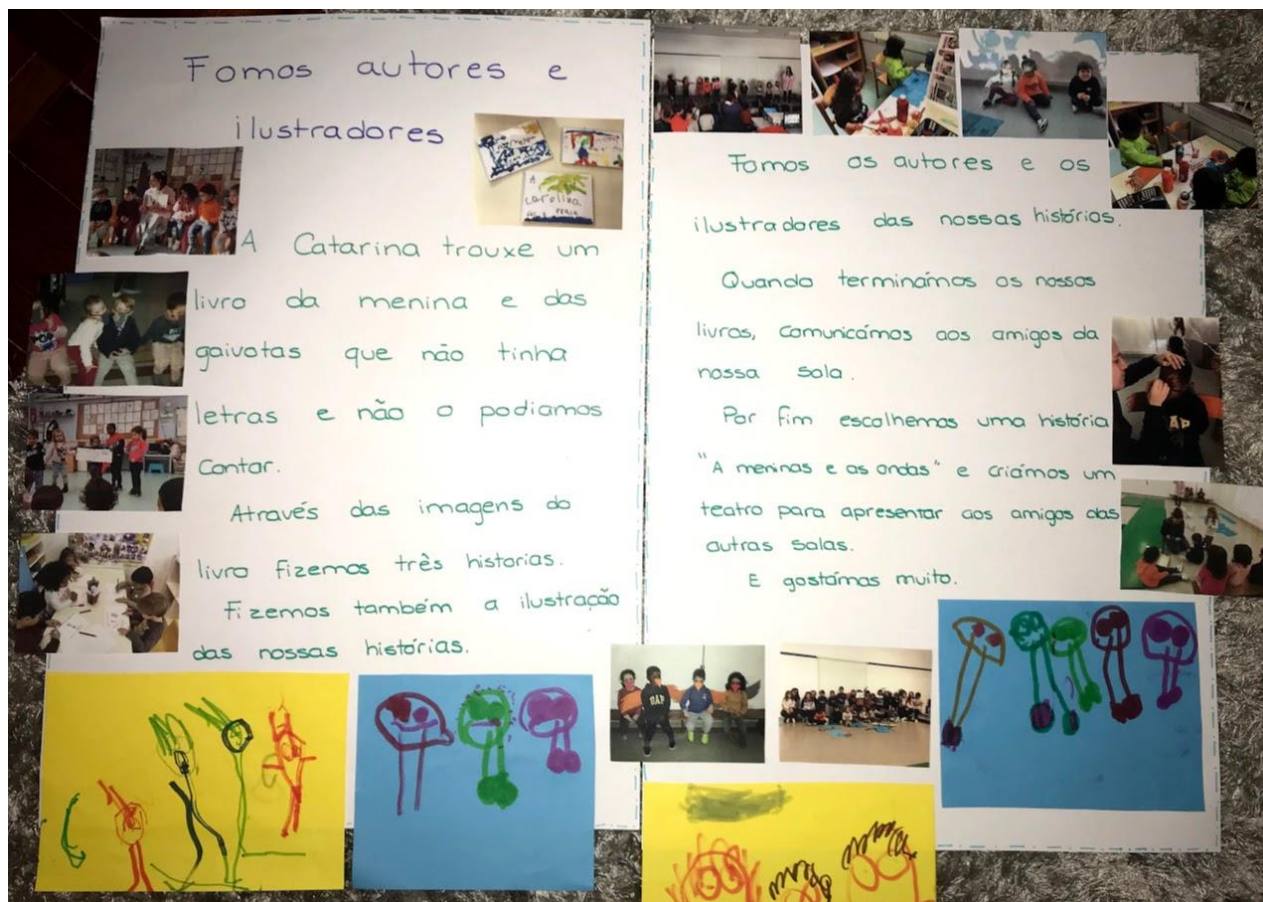 Fomos autores e
ilustradores
A
carolina
A Catarina trouxe um
livro da menina e das
gaivotas que não tinha
letras e não o podiamos
Contar.
Através das imagens do
livro fizemos três historias.
Fizemos também a ilustração
das nossas histórias.
Fomos os autores e os
ilustradores das nossas histórias.
Quando terminámos os nossos
livros, comunicámos aos amigos da
nossa sala.
Por fim escolhemos uma história
"A meninas e as ondas" e criámos um
teatro para apresentar aos amigos das
outras salas.
E gostámos muito.
GAP